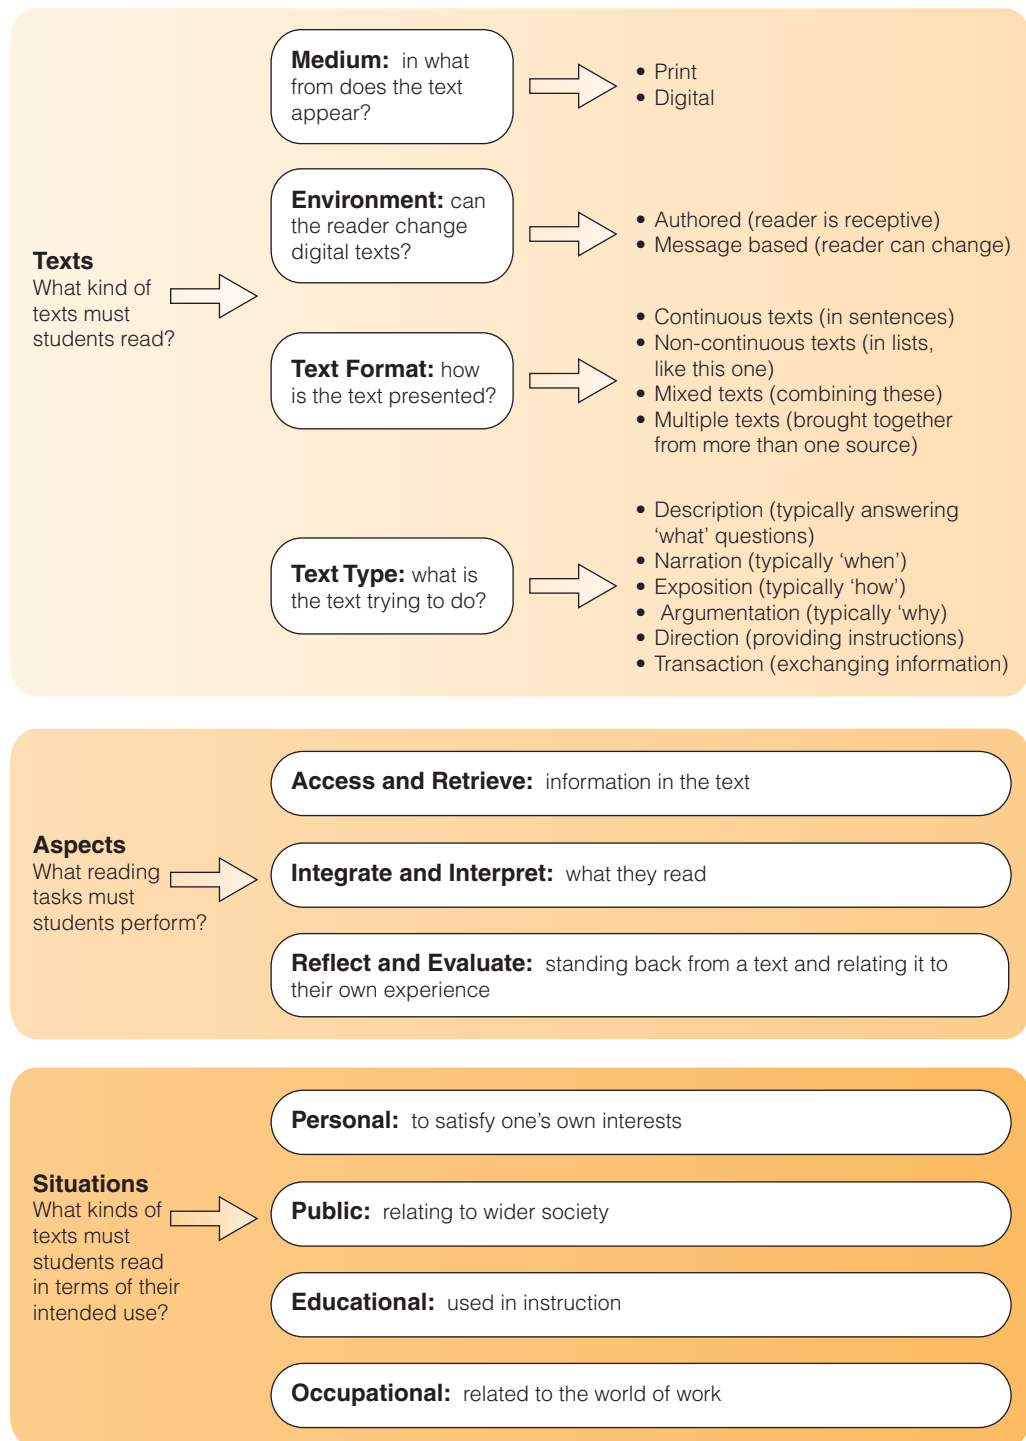 Texts
What kind of
texts must
students read?
Medium: in what
from does the text
appear?
• Print
• Digital
Environment: can
the reader change
digital texts?
• Authored (reader is receptive)
• Message based (reader can change)
Text Format: how
is the text presented?
• Continuous texts (in sentences)
• Non-continuous texts (in lists,
like this one)
• Mixed texts (combining these)
• Multiple texts (brought together
from more than one source)
Text Type: what is
the text trying to do?
• Description (typically answering
‘what’ questions)
• Narration (typically ‘when’)
• Exposition (typically ‘how’)
• Argumentation (typically ‘why)
• Direction (providing instructions)
• Transaction (exchanging information)
Aspects
What reading
tasks must
students perform?
Access and Retrieve: information in the text
Integrate and Interpret: what they read
Reflect and Evaluate: standing back from a text and relating it to
their own experience
Situations
What kinds of
texts must
students read
in terms of their
intended use?
Personal: to satisfy one’s own interests
Public: relating to wider society
Educational: used in instruction
Occupational: related to the world of work